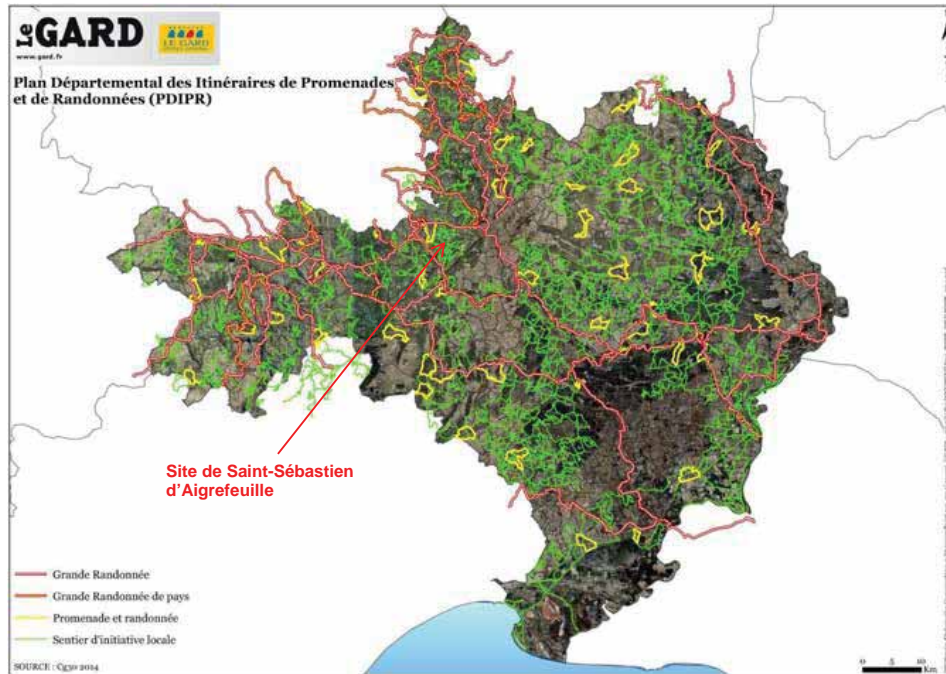 Le GARD
www.gard.fr
LE GARD
Plan Départemental des Itinéraires de Promenades
et de Randonnées (PDIPR)
Site de Saint-Sébastien
d'Aigrefeuille
Grande Randonnée
Grande Randonnée de pays
Promenade et randonnée
Sentier d'initiative locale
SOURCE : Cg30 2014
0 5 10
Km